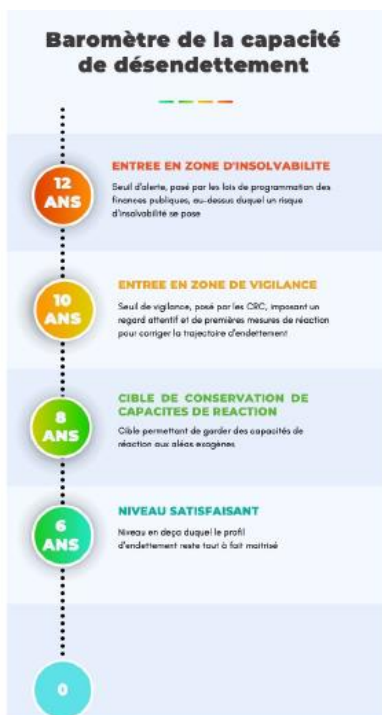 Baromètre de la capacité
de désendettement
12
ANS
ENTREE EN ZONE D'INSOLVABILITE
Seuil d'alerte, posé par les lois de programmation des
finances publiques, au-dessus duquel un risque
d'insolvabilité se pose
10
ANS
ENTREE EN ZONE DE VIGILANCE
Seuil de vigilance, posé par les CRC, imposant un
regard attentif et de premières mesures de réaction
pour corriger la trajectoire d'endettement
8
ANS
CIBLE DE CONSERVATION DE
CAPACITES DE REACTION
Cible permettant de garder des capacités de
réaction aux aléas exogènes
6
ANS
NIVEAU SATISFAISANT
Niveau en deça duquel le profil
d'endettement reste tout à fait maitrisé
0